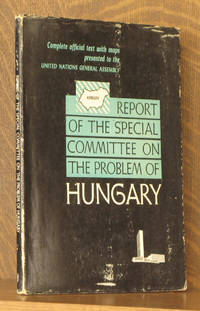 Complete official text with maps
presented to the
UNITED NATIONS GENERAL ASSEMBLY
HUNGARY
REPORT
OF THE SPECIAL
COMMITTEE ON
THE PROBLEM OF
HUNGARY